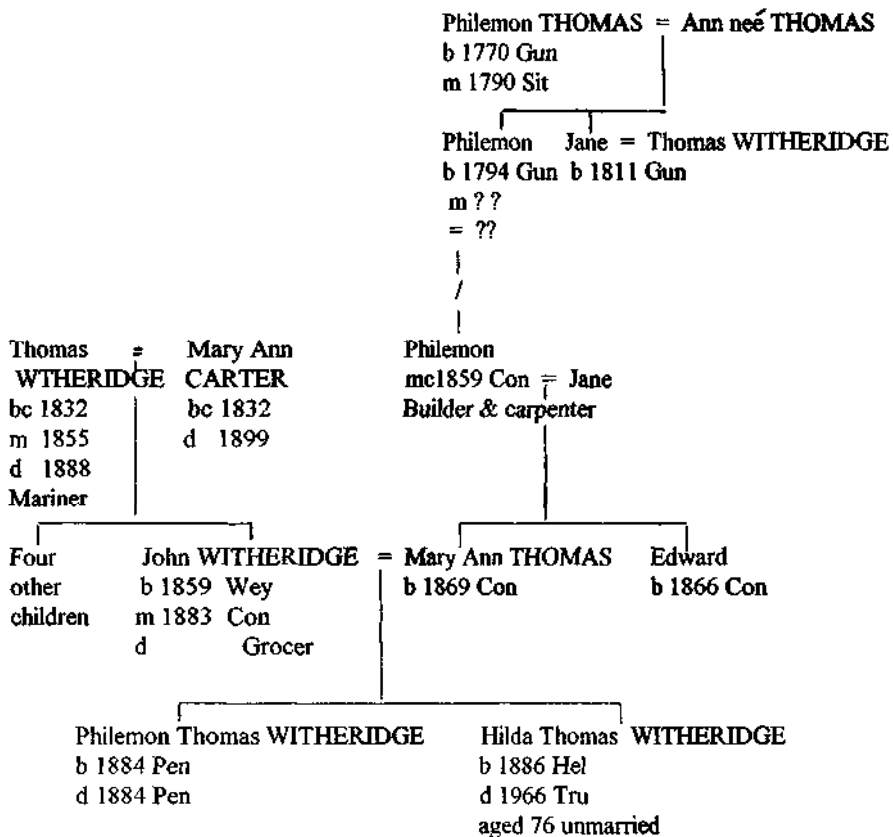 Philemon THOMAS = Ann neé THOMAS
b 1770 Gun
m 1790 Sit
Philemon Jane = Thomas WITHERIDGE
b 1794 Gun b 1811 Gun
m ? ?
= ??
Thomas = Mary Ann Philemon
WTHERIDGE CARTER mc1859 Con = Jane
bc 1832 bc 1832 Builder & carpenter
m 1855 d 1899
d 1888
Mariner
Four John WITHERIDGE = Mary Ann THOMAS Edward
other b 1859 Wey b 1869 Con b 1866 Con
children m 1883 Con
d Grocer
Philemon Thomas WITHERIDGE Hilda Thomas WITHERIDGE
b 1884 Pen b 1886 Hel
d 1884 Pen d 1966 Tru
aged 76 unmarried